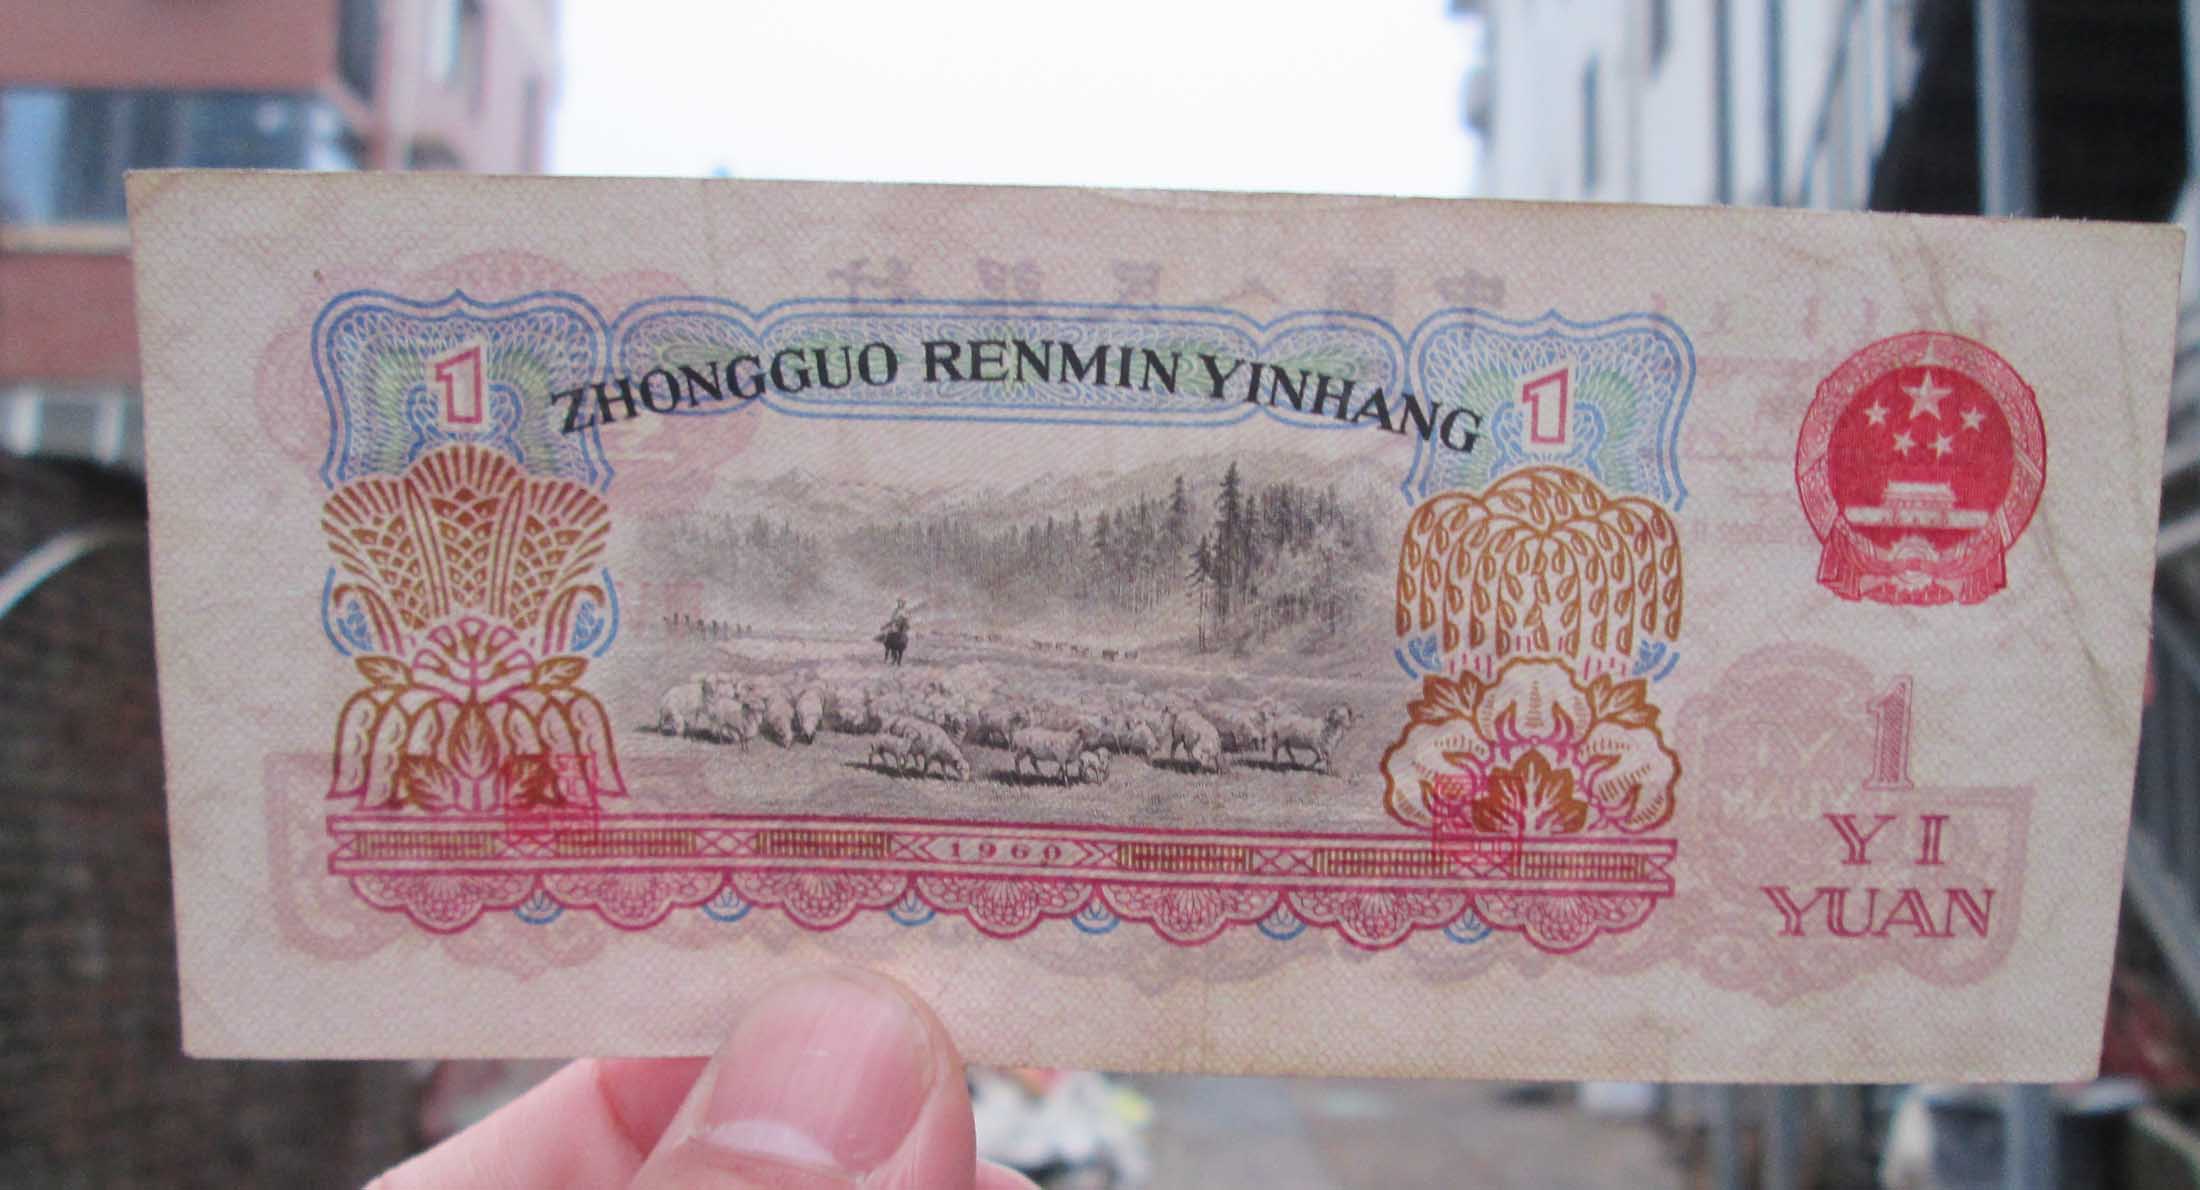 1
ZHONGGUO RENMIN YINHANG
1
1960
1
YI
YUAN